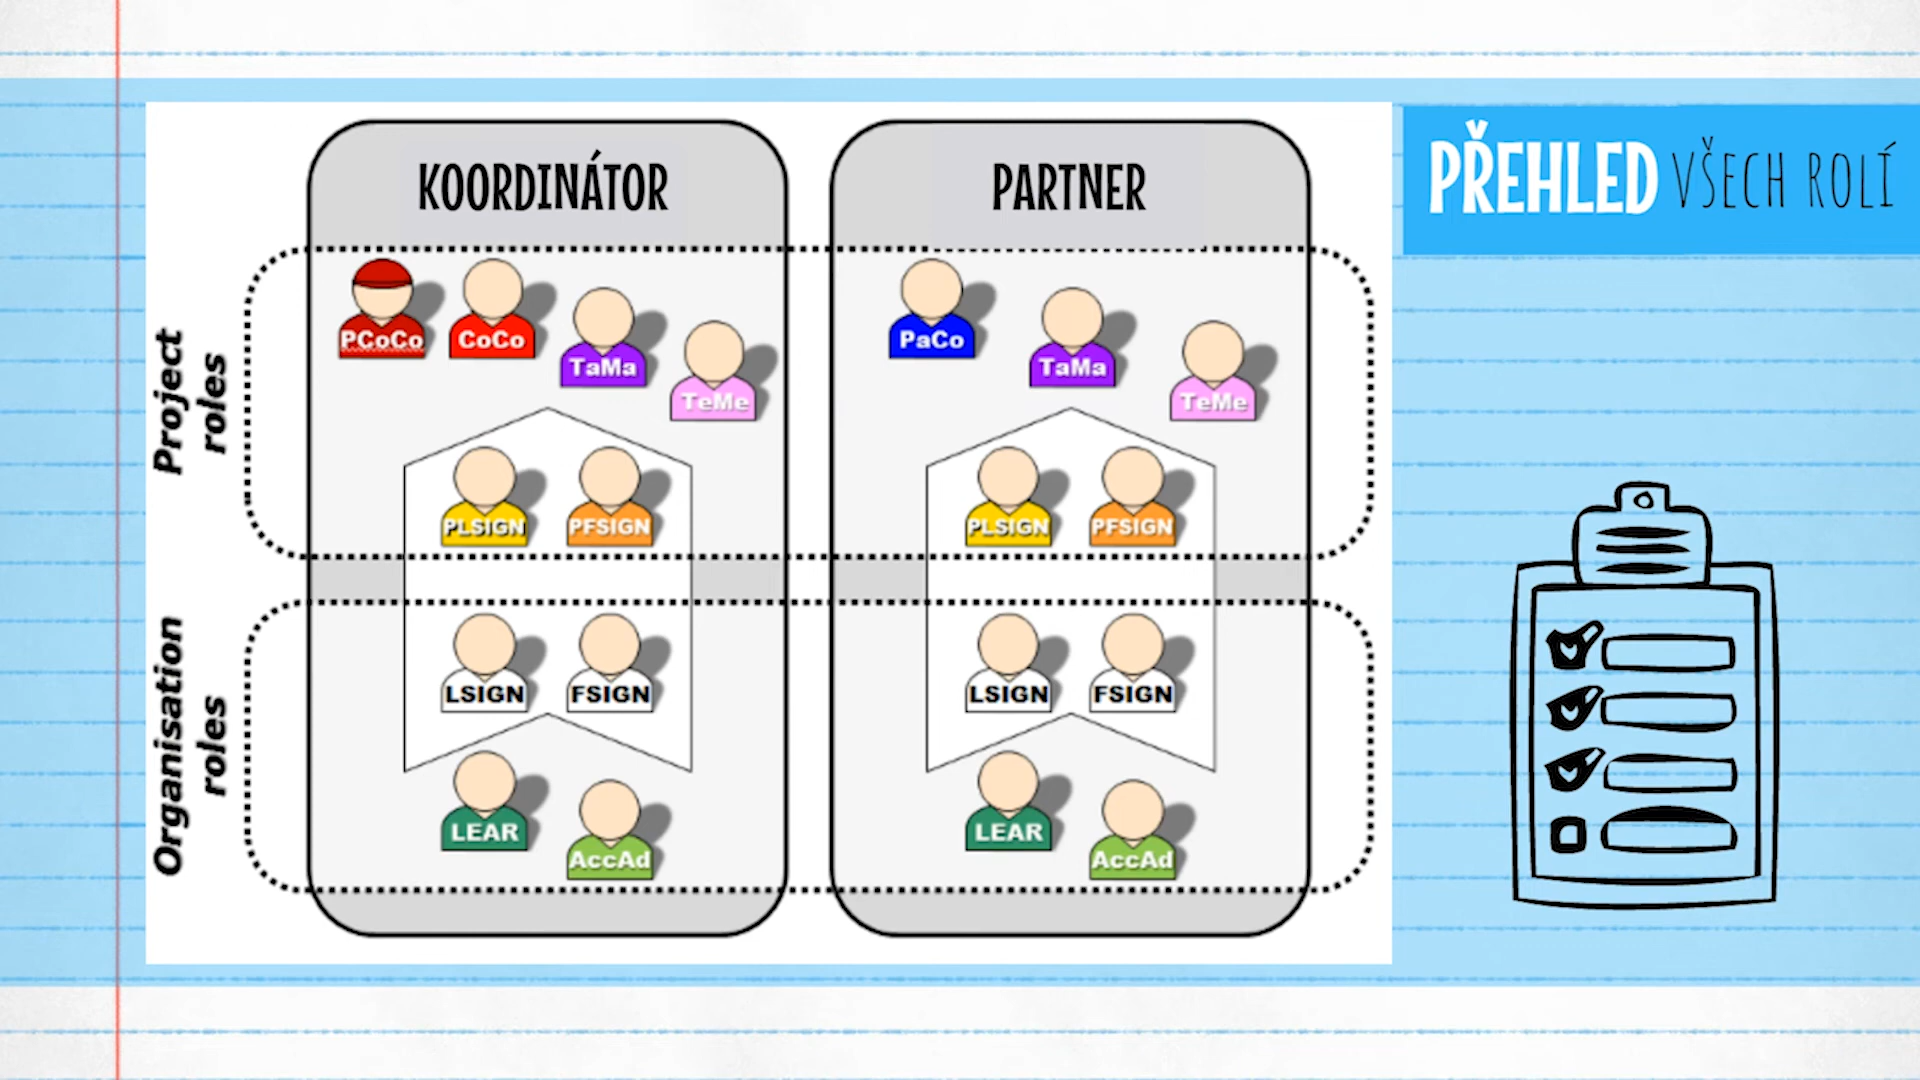 PŘEHLED VŠECH ROLÍ
KOORDINÁTOR
PARTNER
Project
roles
PCoCo
CoCo
TaMa
TeMe
PaCo
TaMa
TeMe
PLSIGN
PFSIGN
PLSIGN
PFSIGN
Organisation
roles
LSIGN
FSIGN
LSIGN
FSIGN
LEAR
AccAd
LEAR
AccAd